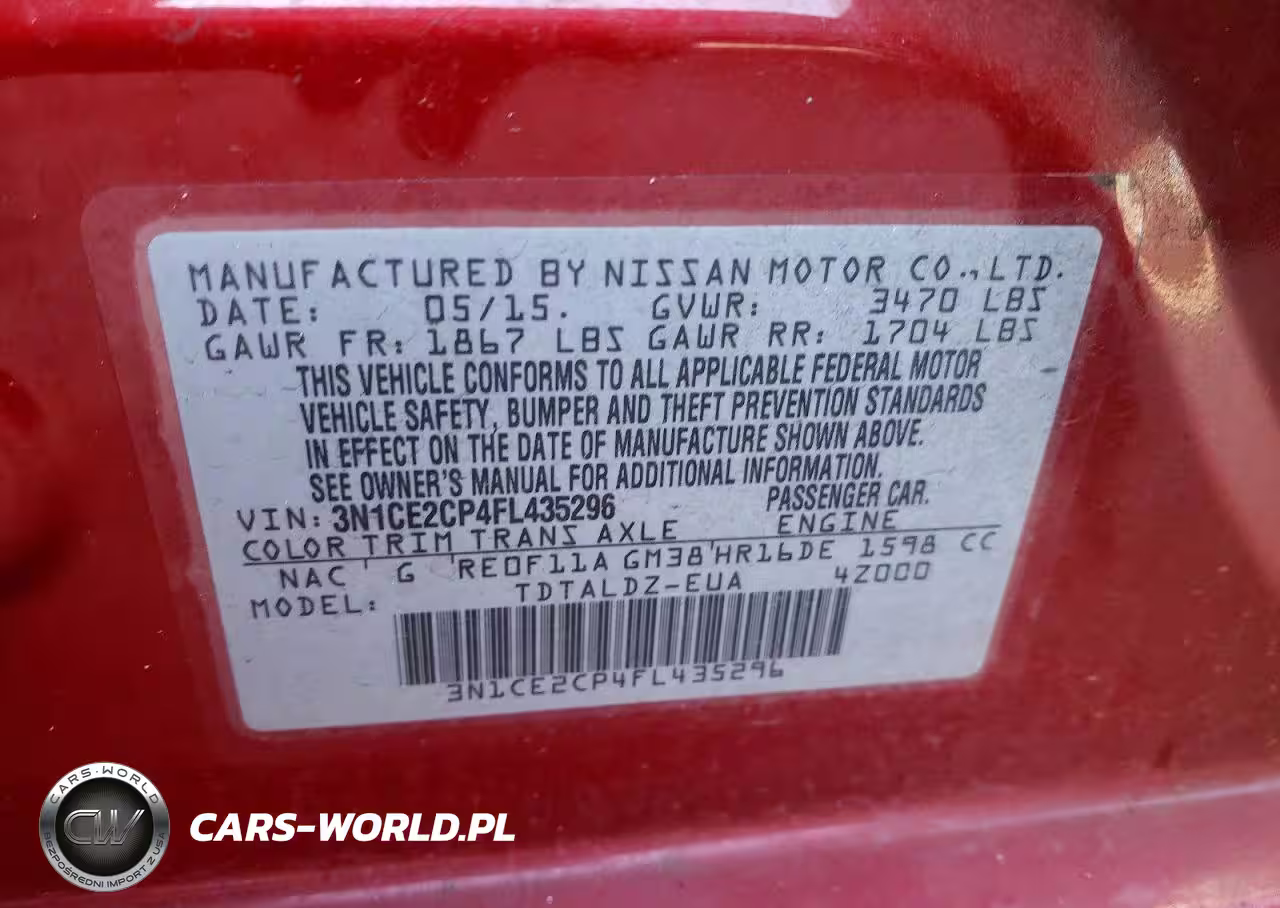 MANUFACTURED BY NISSAN MOTOR CO., LTD.
DATE: 05/15. GVWR: 3470 LBS
GAWR FR: 1867 LBS GAWR RR: 1704 LBS
THIS VEHICLE CONFORMS TO ALL APPLICABLE FEDERAL MOTOR
VEHICLE SAFETY, BUMPER AND THEFT PREVENTION STANDARDS
IN EFFECT ON THE DATE OF MANUFACTURE SHOWN ABOVE.
SEE OWNER'S MANUAL FOR ADDITIONAL INFORMATION.
VIN: 3N1CE2CP4FL435296 PASSENGER CAR.
COLOR TRIM TRANS AXLE ENGINE
NAC G RE0F11A GM38 HR16DE 1598 CC
MODEL: TDTALDZ-EUA 4Z000
3N1CE2CP4FL435296
CARS-WORLD
CW
BEZPOŚREDNI IMPORT Z USA
CARS-WORLD.PL